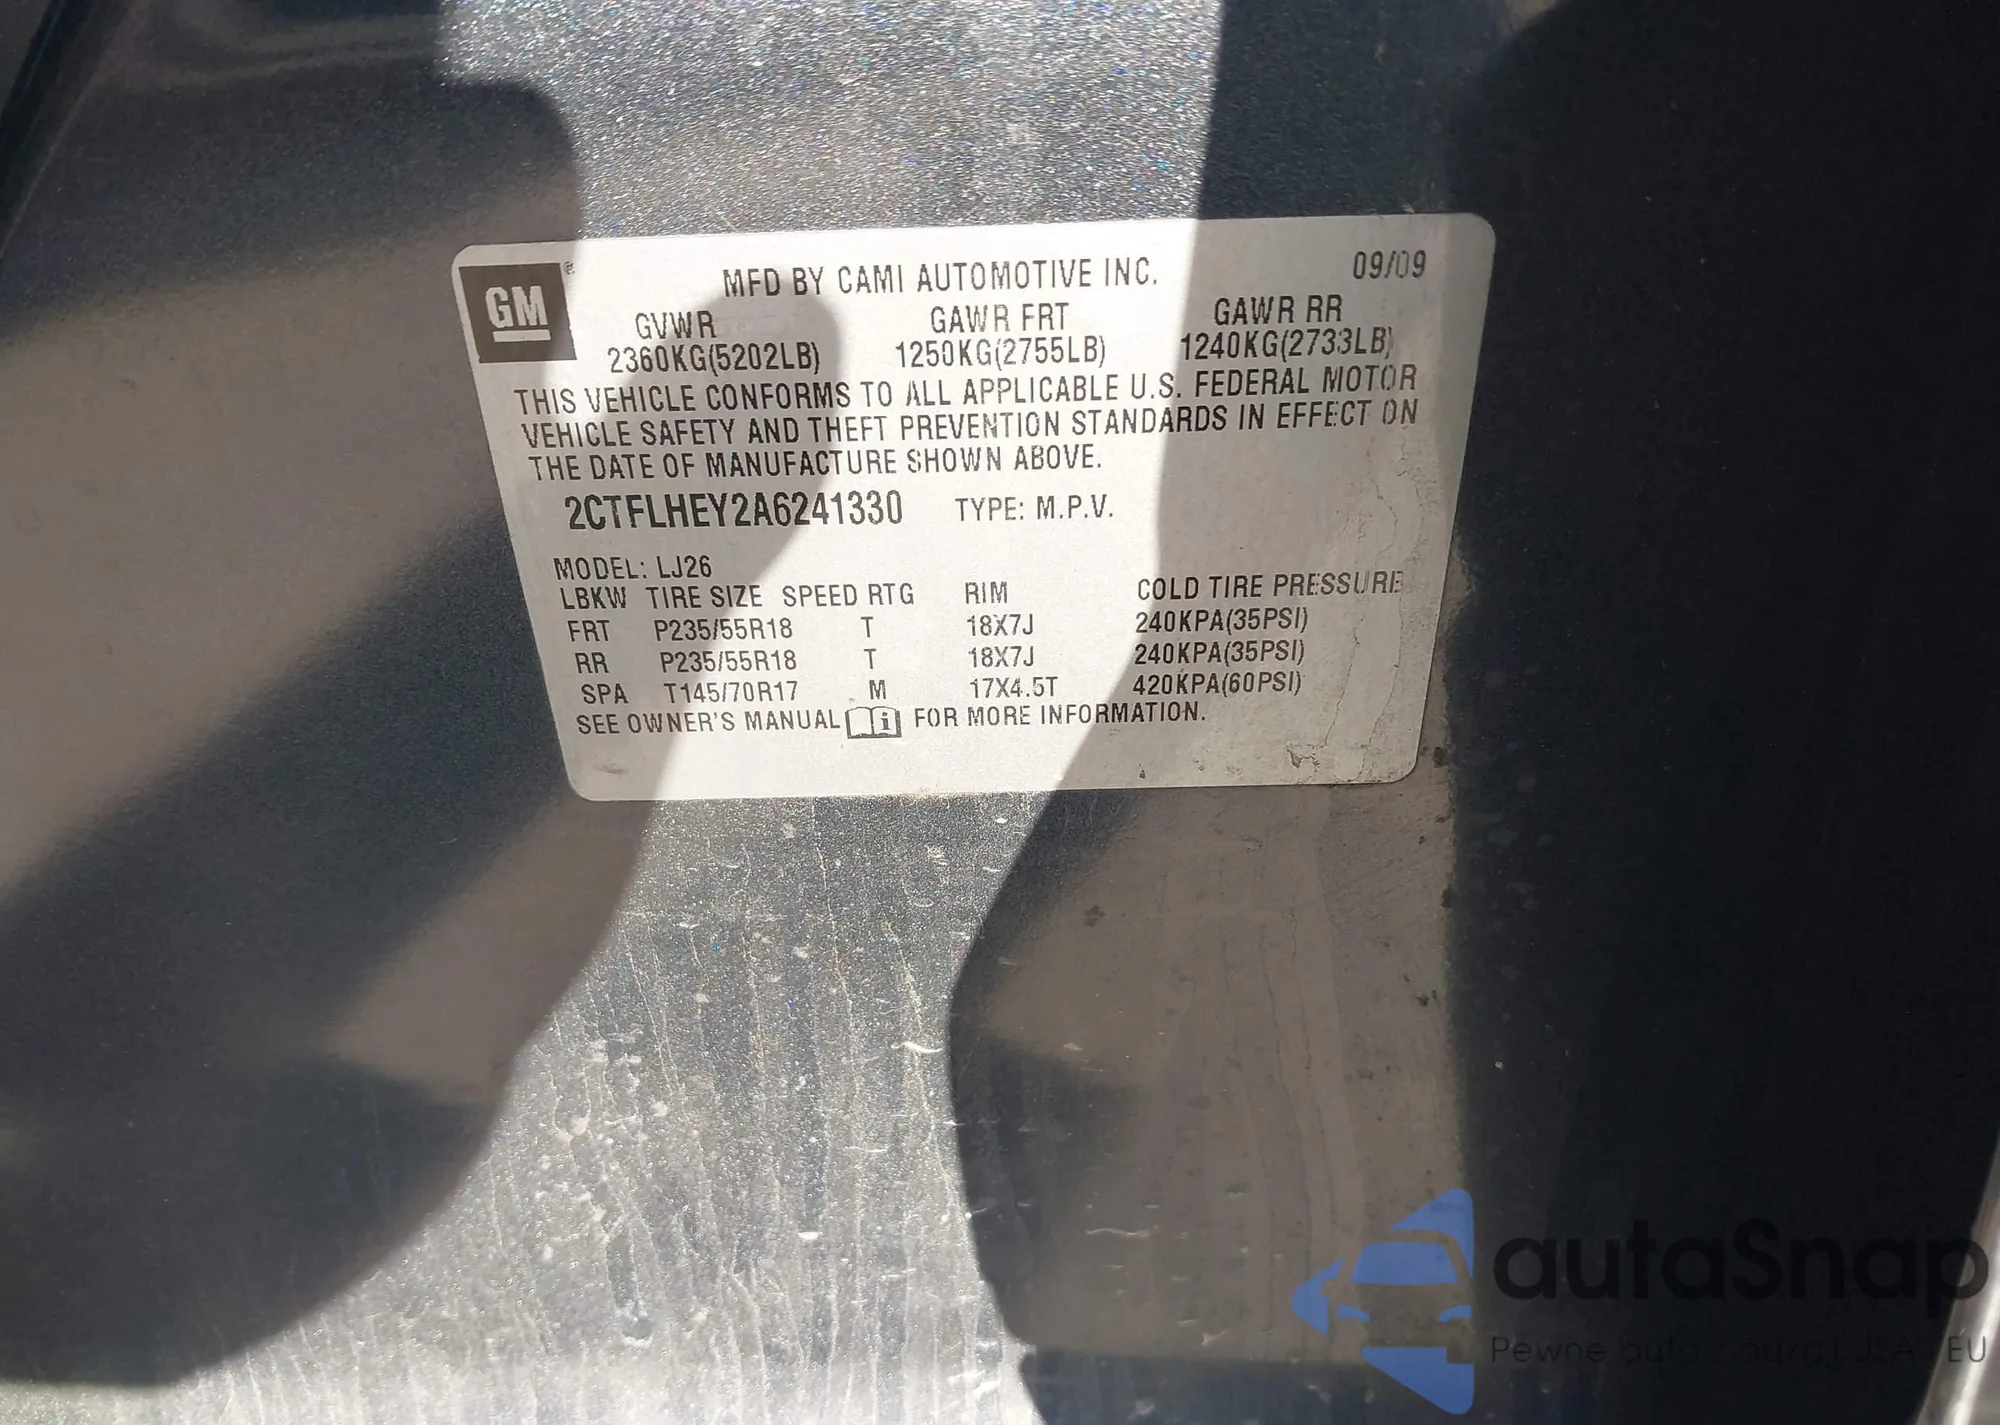 GM ®
MFD BY CAMI AUTOMOTIVE INC. 09/09
GVWR GAWR FRT GAWR RR
2360KG(5202LB) 1250KG(2755LB) 1240KG(2733LB)
THIS VEHICLE CONFORMS TO ALL APPLICABLE U.S. FEDERAL MOTOR
VEHICLE SAFETY AND THEFT PREVENTION STANDARDS IN EFFECT ON
THE DATE OF MANUFACTURE SHOWN ABOVE.
2CTFLHEY2A6241330 TYPE: M.P.V.
MODEL: LJ26
LBKW TIRE SIZE SPEED RTG RIM COLD TIRE PRESSURE
FRT P235/55R18 T 18X7J 240KPA(35PSI)
RR P235/55R18 T 18X7J 240KPA(35PSI)
SPA T145/70R17 M 17X4.5T 420KPA(60PSI)
SEE OWNER'S MANUAL i FOR MORE INFORMATION.
autaSnap
Pewne auta EU